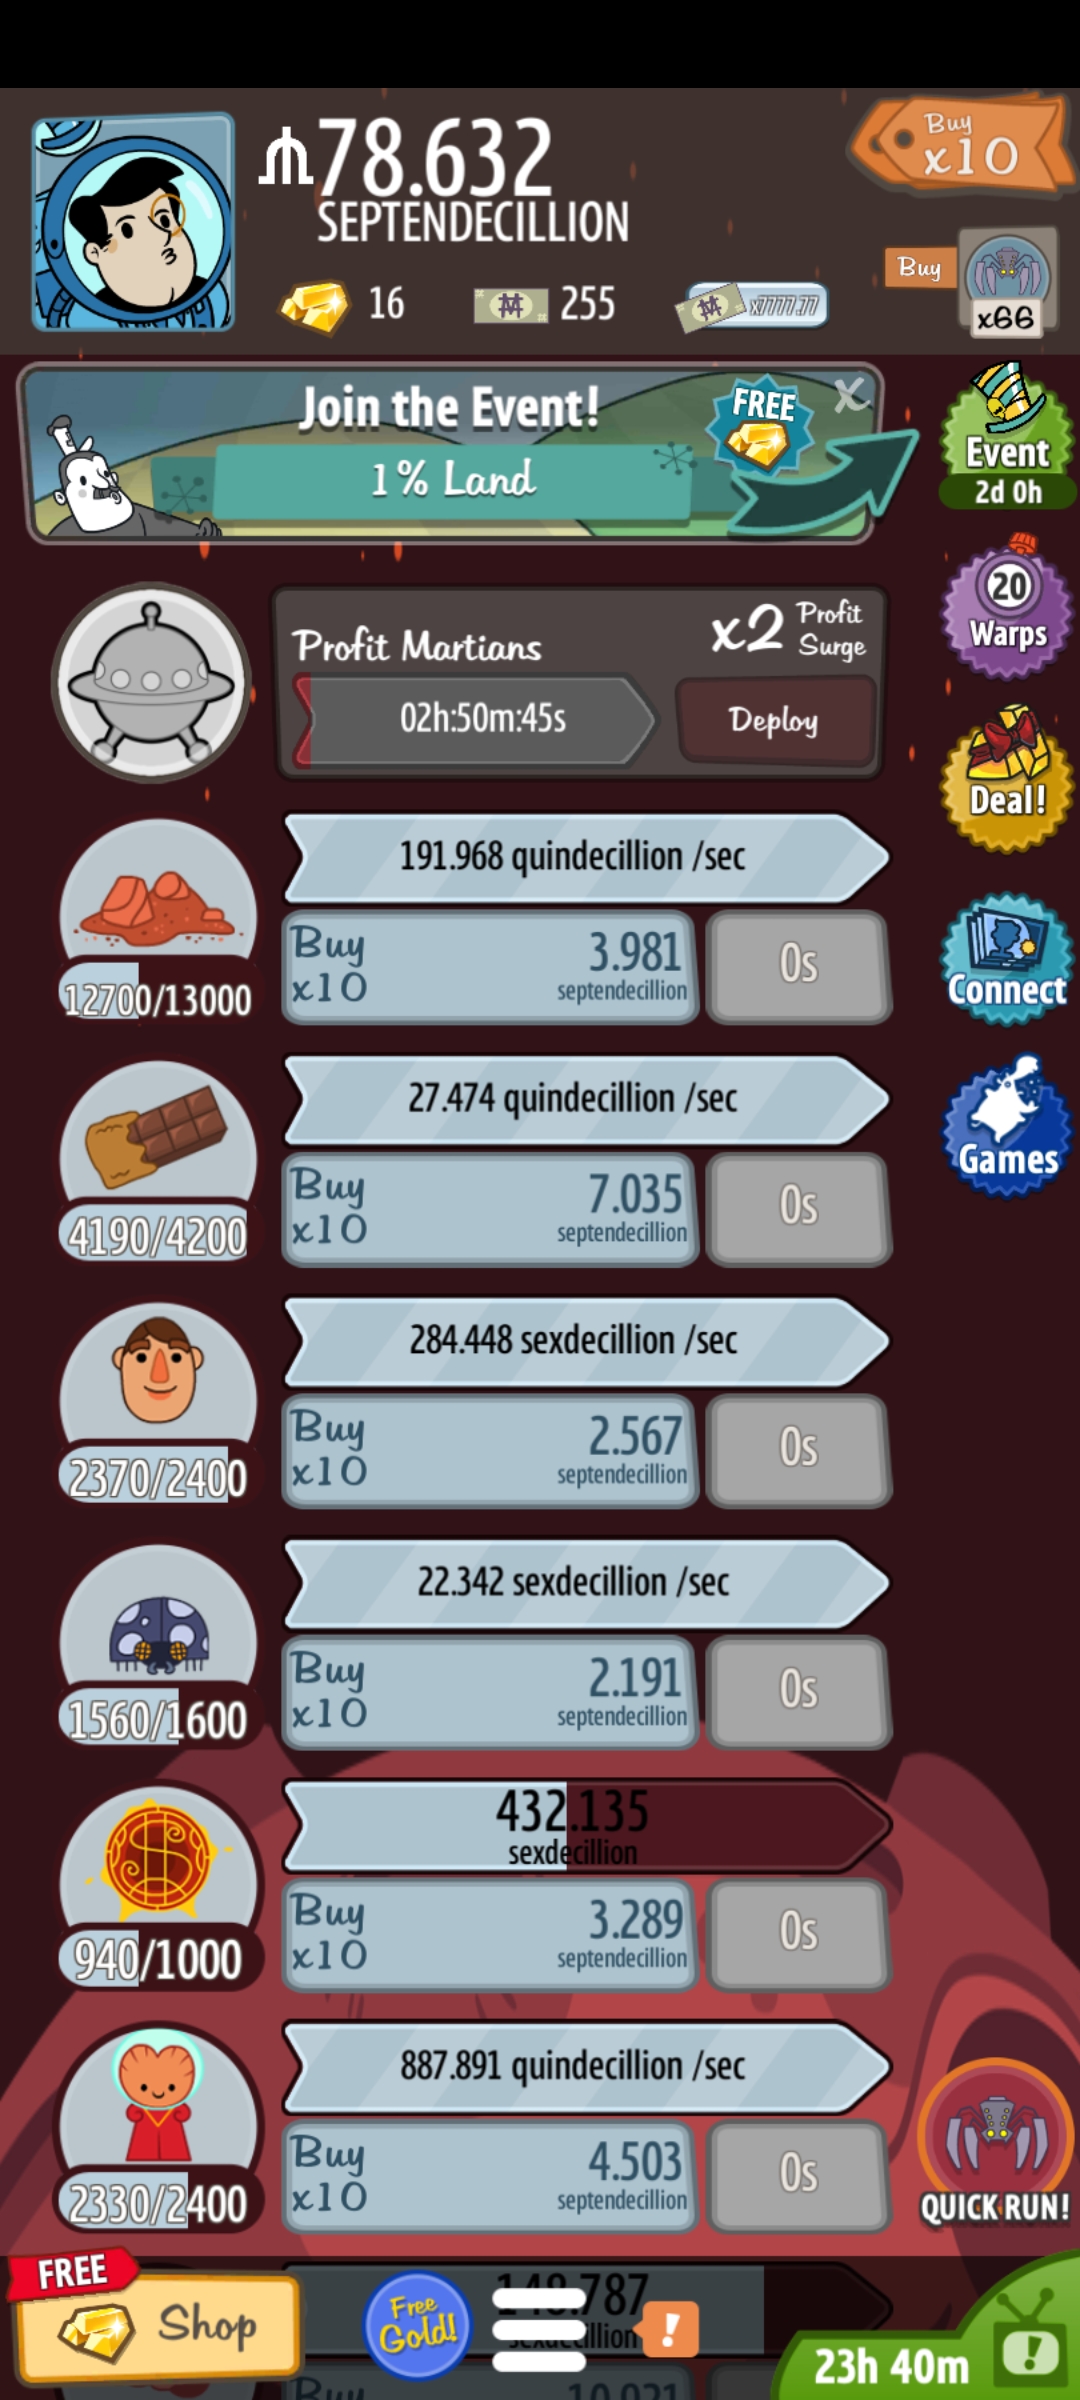 78.632
SEPTENDECILLION
Buy
x10
16
255
x7777.77
Buy
x66
Join the Event!
FREE
X
1% Land
Event
2d 0h
20
Warps
Profit Martians
x2 Profit Surge
02h:50m:45s
Deploy
Deal!
191.968 quindecillion /sec
12700/13000
Buy x10
3.981
septendecillion
0s
Connect
27.474 quindecillion /sec
4190/4200
Buy x10
7.035
septendecillion
0s
Games
284.448 sexdecillion /sec
2370/2400
Buy x10
2.567
septendecillion
0s
22.342 sexdecillion /sec
1560/1600
Buy x10
2.191
septendecillion
0s
432.135
sexdecillion
940/1000
Buy x10
3.289
septendecillion
0s
887.891 quindecillion /sec
2330/2400
Buy x10
4.503
septendecillion
0s
QUICK RUN!
FREE
Shop
Free Gold!
!
23h 40m
!
Buy